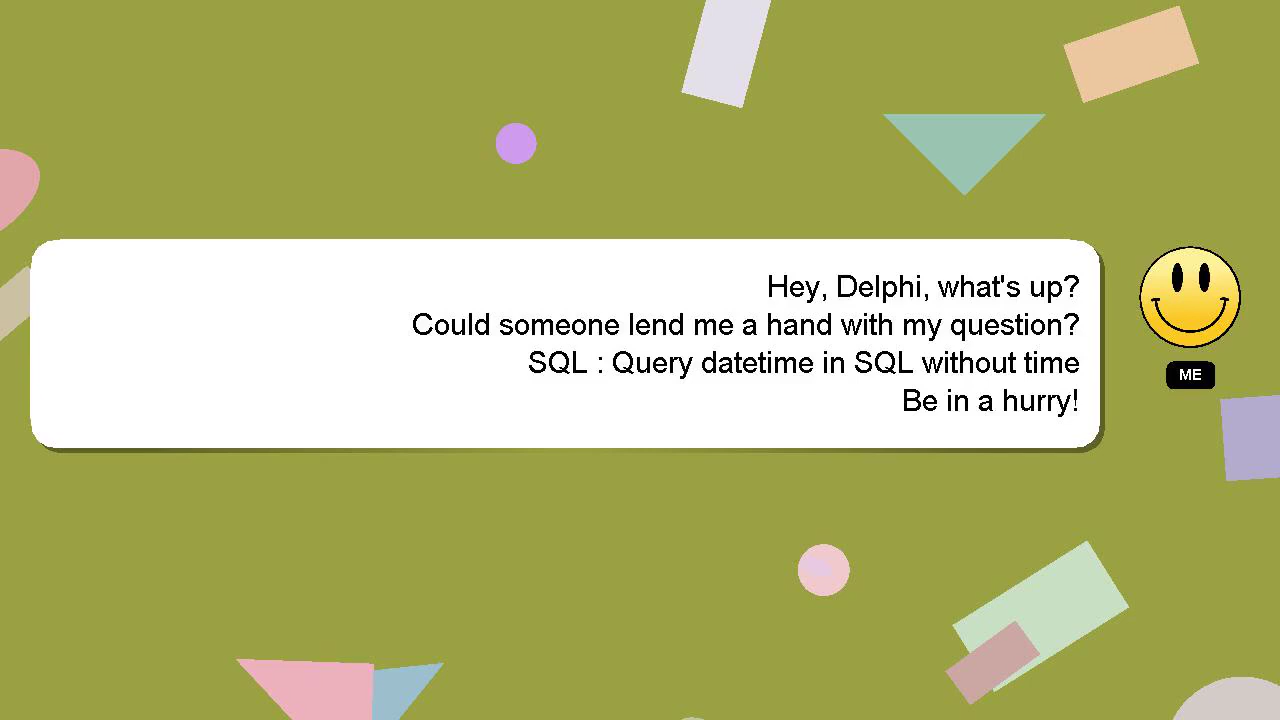 Hey, Delphi, what's up?
Could someone lend me a hand with my question?
SQL : Query datetime in SQL without time
Be in a hurry!
ME